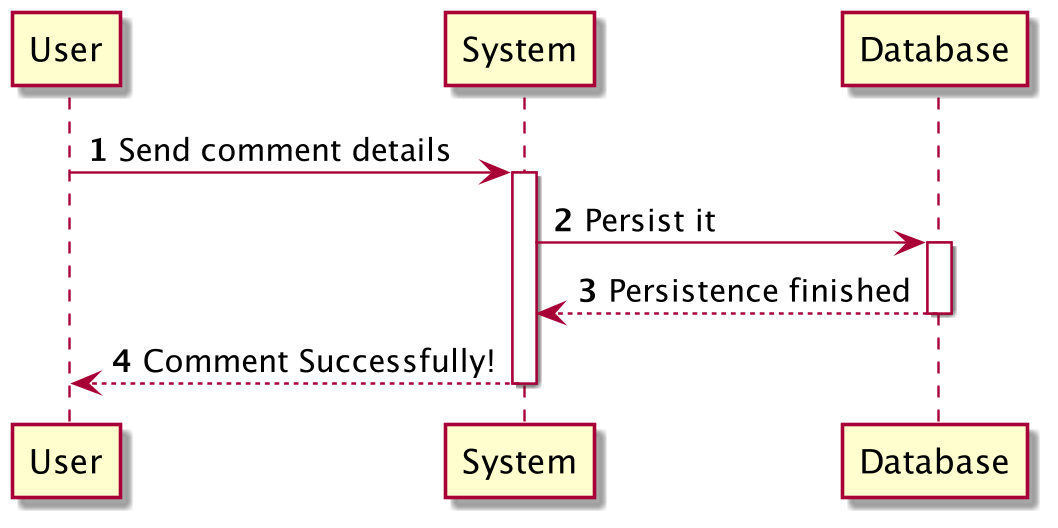 User
System
Database
1 Send comment details
2 Persist it
3 Persistence finished
4 Comment Successfully!
User
System
Database